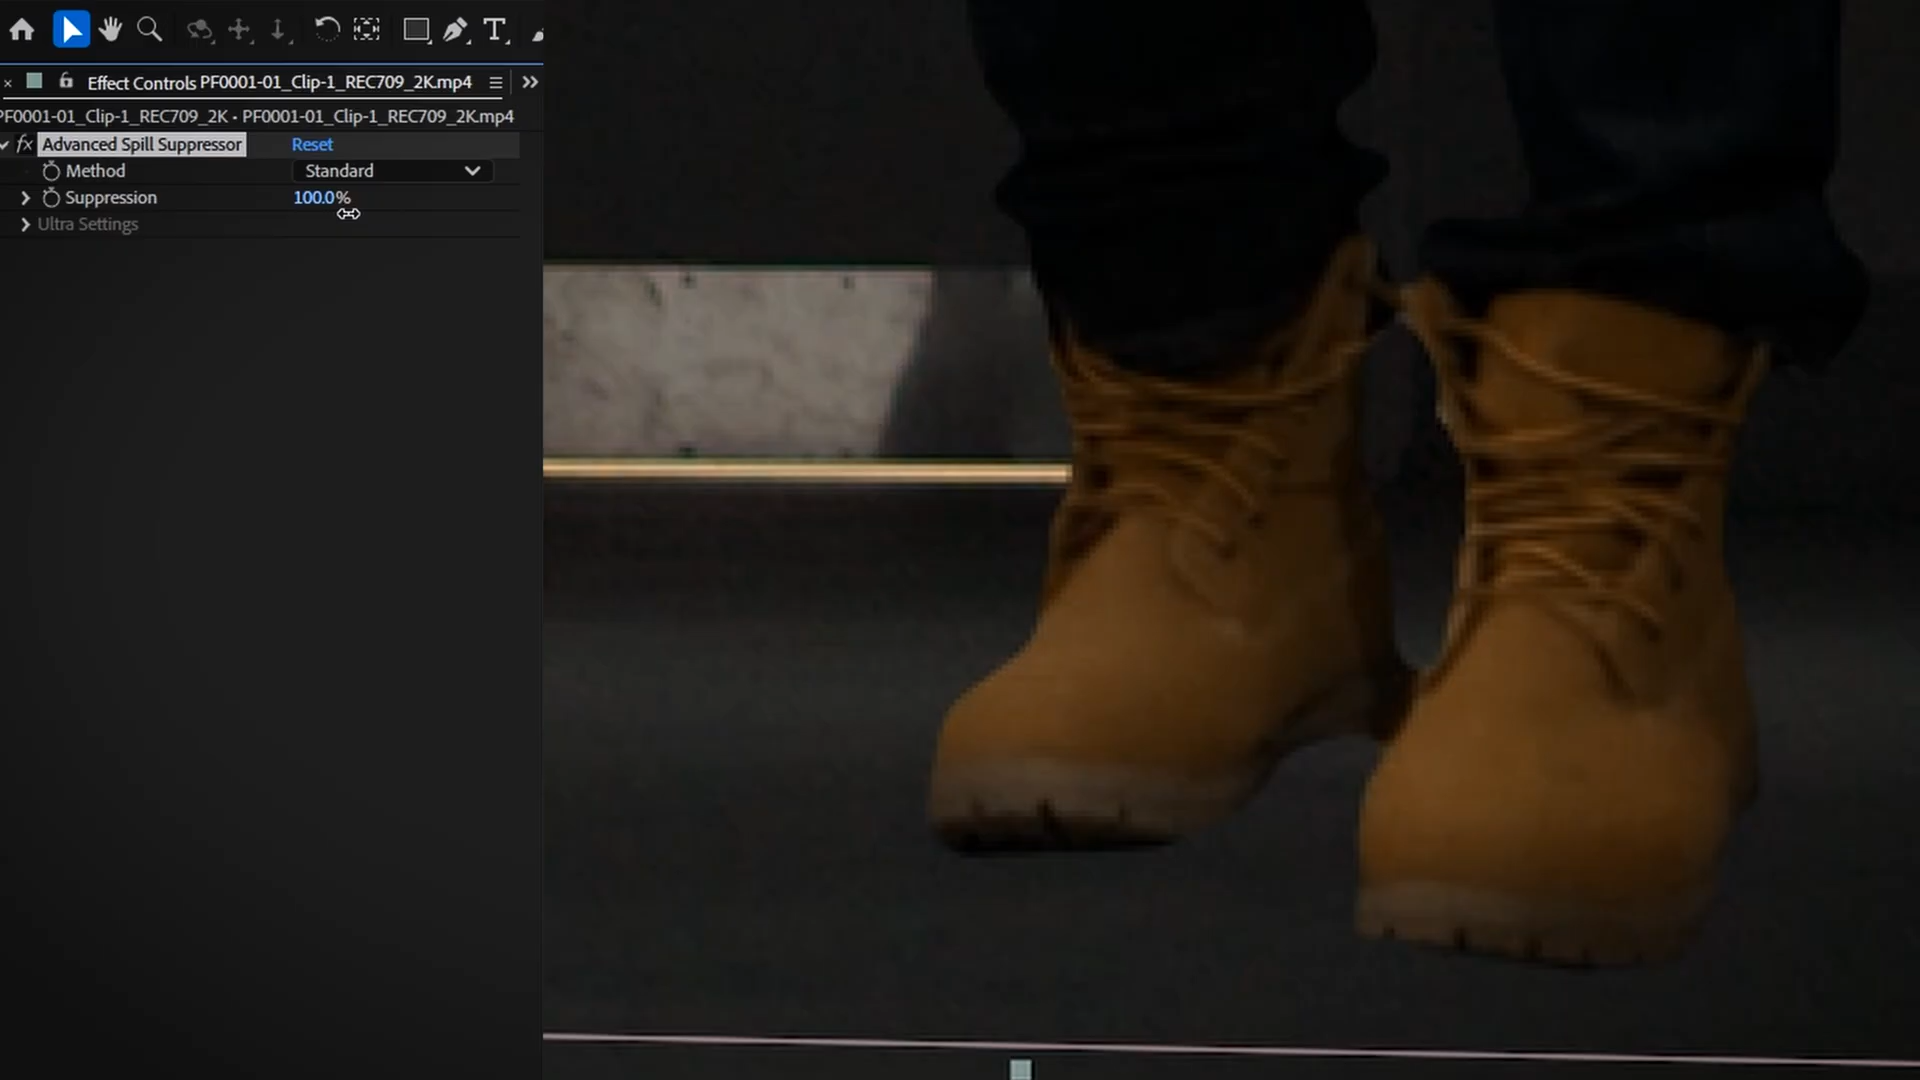 T
× Effect Controls PF0001-01_Clip-1_REC709_2K.mp4
PF0001-01_Clip-1_REC709_2K • PF0001-01_Clip-1_REC709_2K.mp4
fx Advanced Spill Suppressor Reset
Method Standard
Suppression 100.0%
Ultra Settings